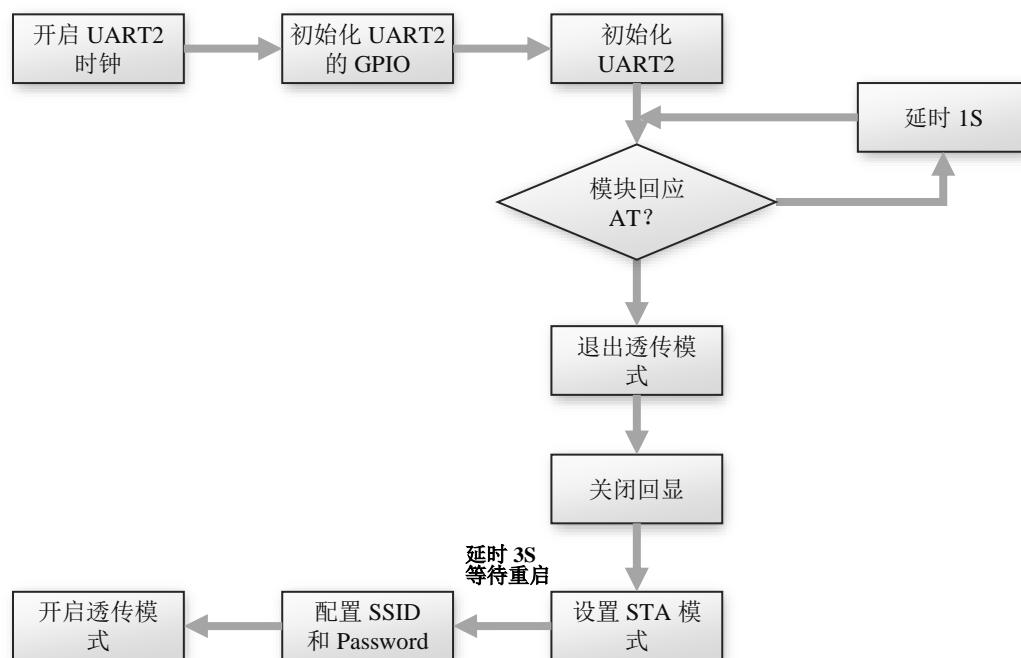 开启 UART2
时钟
初始化 UART2
的 GPIO
初始化
UART2
延时 1S
模块回应
AT？
退出透传模
式
关闭回显
延时 3S
等待重启
设置 STA 模
式
配置 SSID
和 Password
开启透传模
式